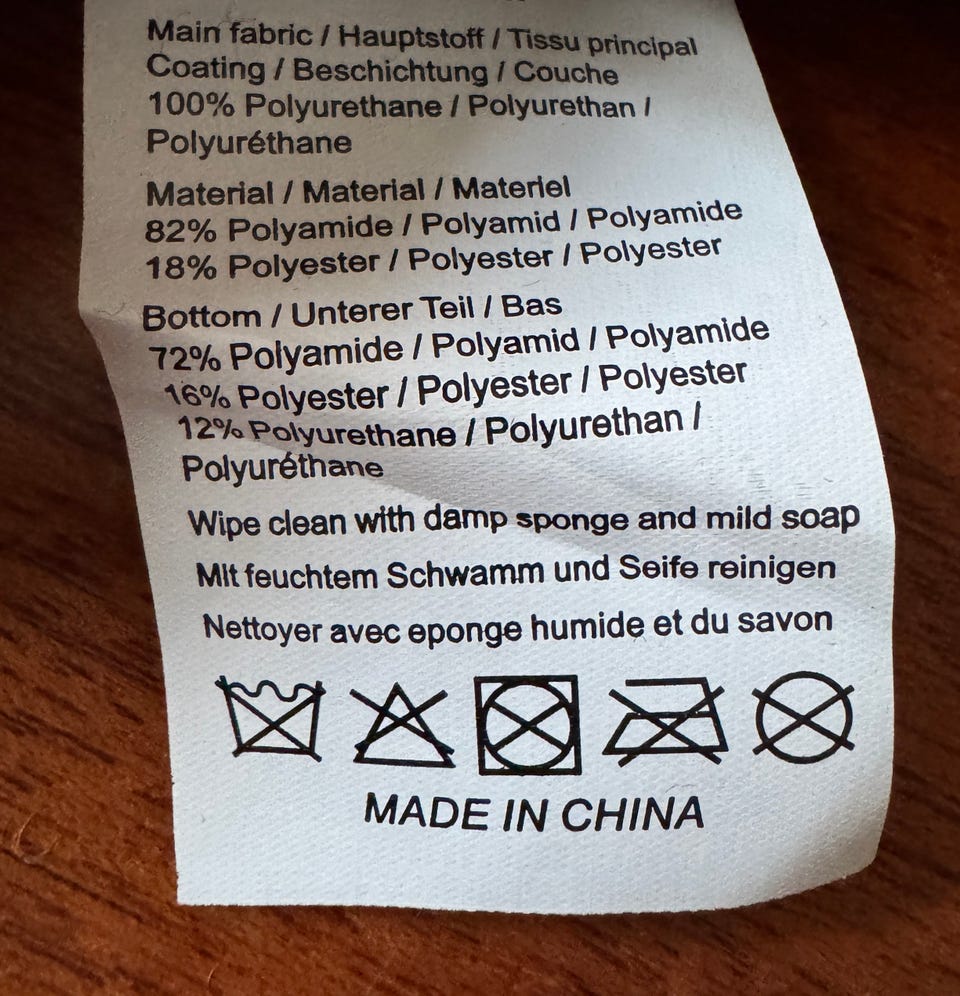 Main fabric / Hauptstoff / Tissu principal
Coating / Beschichtung / Couche
100% Polyurethane / Polyurethan /
Polyuréthane
Material / Material / Materiel
82% Polyamide / Polyamid / Polyamide
18% Polyester / Polyester / Polyester
Bottom / Unterer Teil / Bas
72% Polyamide / Polyamid / Polyamide
16% Polyester / Polyester / Polyester
12% Polyurethane / Polyurethan /
Polyuréthane
Wipe clean with damp sponge and mild soap
Mit feuchtem Schwamm und Seife reinigen
Nettoyer avec eponge humide et du savon
MADE IN CHINA